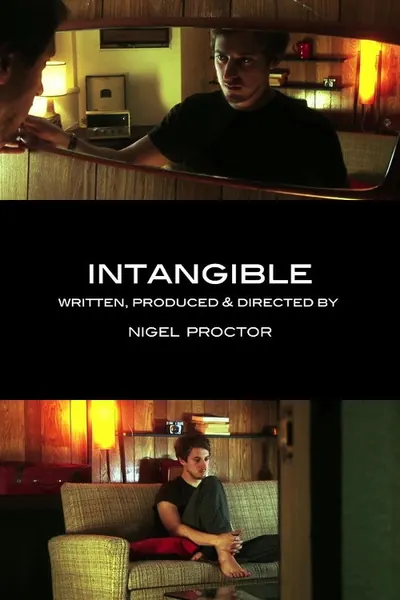 INTANGIBLE
WRITTEN, PRODUCED & DIRECTED BY
NIGEL PROCTOR